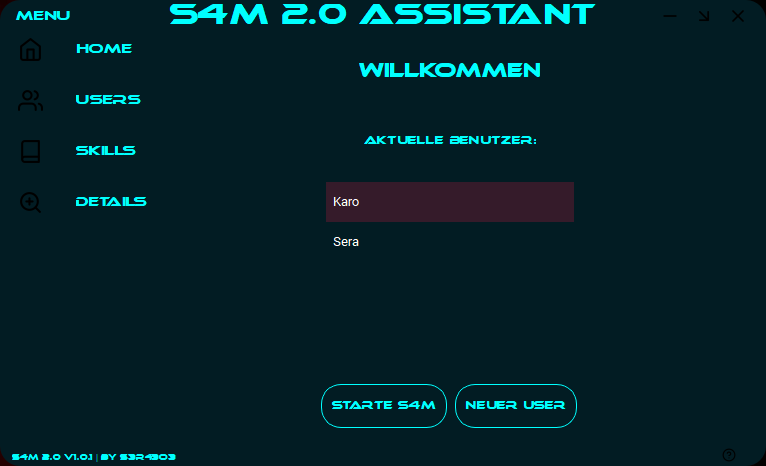 MENU
S4M 2.0 ASSISTANT
HOME
WILLKOMMEN
USERS
AKTUELLE BENUTZER:
SKILLS
DETAILS
Karo
Sera
STARTE S4M
NEUER USER
S4M 2.0 V1.0.1 | BY S3R43O3